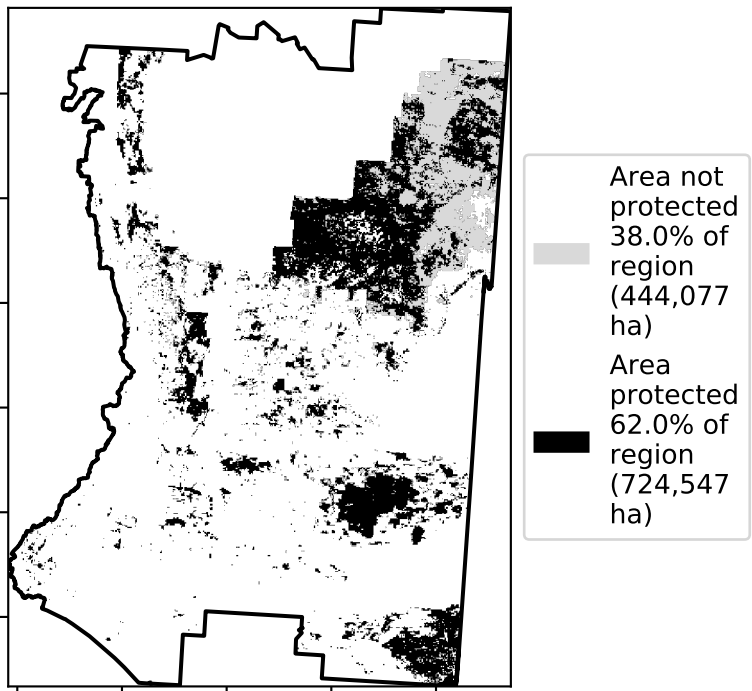 Area not
protected
38.0% of
region
(444,077
ha)
Area
protected
62.0% of
region
(724,547
ha)